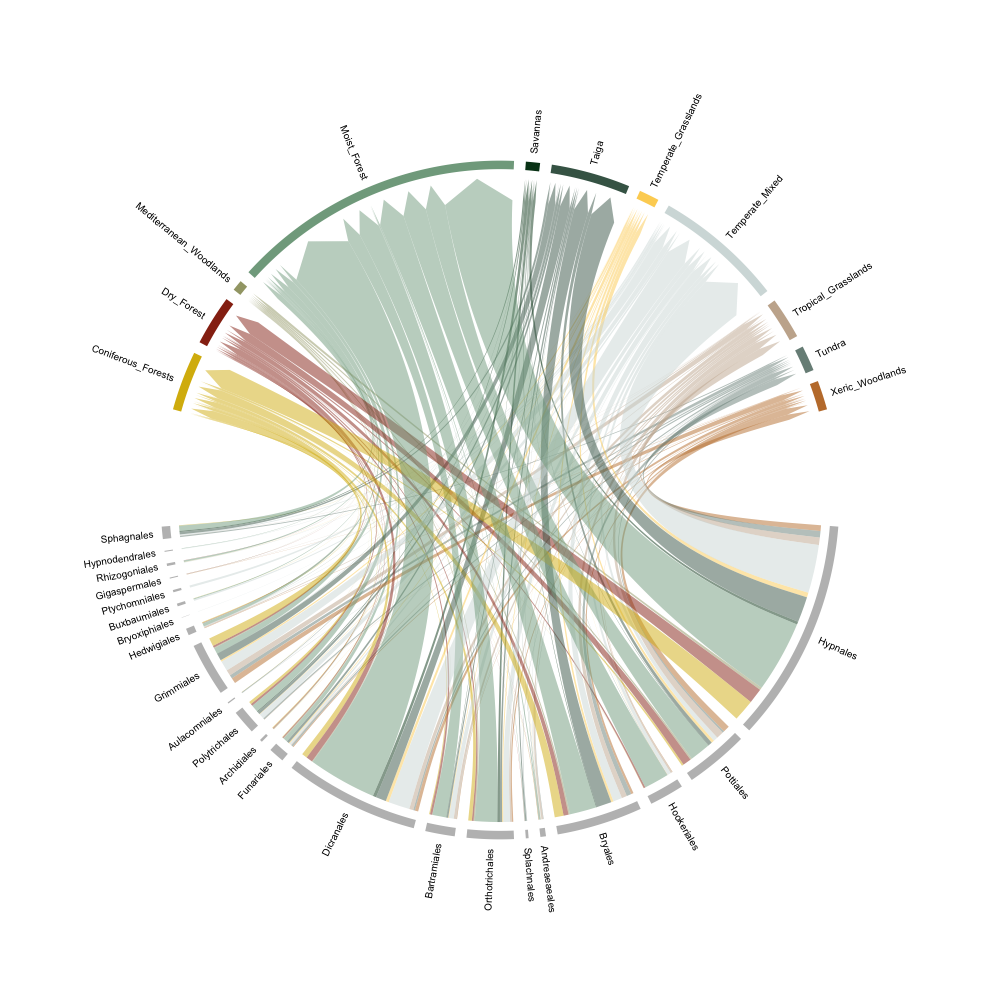 Savannas
Taiga
Temperate_Grasslands
Temperate_Mixed
Tropical_Grasslands
Tundra
Xeric_Woodlands
Hypnales
Pottiales
Hookeriales
Bryales
Andreaeaeales
Splachnales
Orthotrichales
Bartramiales
Dicranales
Funariales
Archidiales
Polytrichales
Aulacomniales
Grimmiales
Hedwigiales
Bryoxiphiales
Buxbaumiales
Ptychomniales
Gigaspermales
Rhizogoniales
Hypnodendrales
Sphagnales
Coniferous_Forests
Dry_Forest
Mediterranean_Woodlands
Moist_Forest